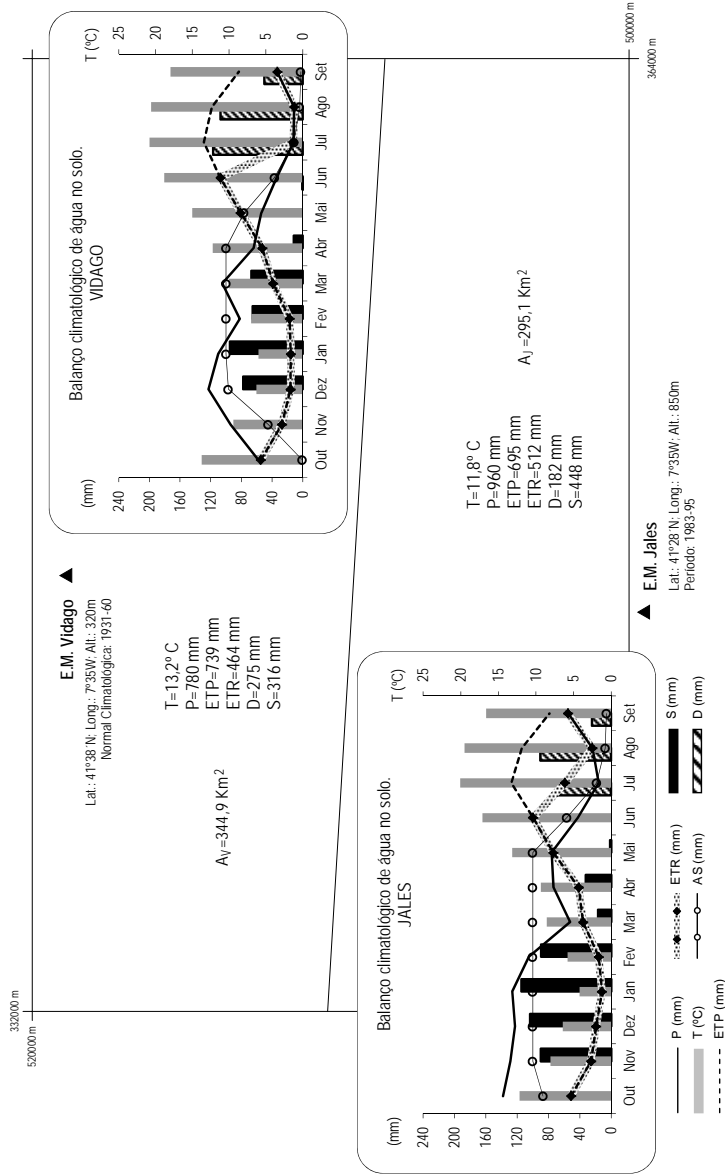 332000 m
520000 m
E.M. Vidago
Lat.: 41º38´N; Long.: 7º35W; Alt.: 320m
Normal Climatológica: 1931-60
T=13,2º C
P=780 mm
ETP=739 mm
ETR=464 mm
D=275 mm
S=316 mm
AV=344,9 Km2
Balanço climatológico de água no solo.
VIDAGO
(mm)
T (ºC)
240
200
160
120
80
40
0
25
20
15
10
5
0
Out Nov Dez Jan Fev Mar Abr Mai Jun Jul Ago Set
T=11,8º C
P=960 mm
ETP=695 mm
ETR=512 mm
D=182 mm
S=448 mm
AJ=295,1 Km2
500000 m
364000 m
E.M. Jales
Lat.: 41º28´N; Long.: 7º35W; Alt.: 850m
Período: 1983-95
Balanço climatológico de água no solo.
JALES
(mm)
T (ºC)
240
200
160
120
80
40
0
25
20
15
10
5
0
Out Nov Dez Jan Fev Mar Abr Mai Jun Jul Ago Set
P (mm)
T (ºC)
ETP (mm)
ETR (mm)
AS (mm)
S (mm)
D (mm)